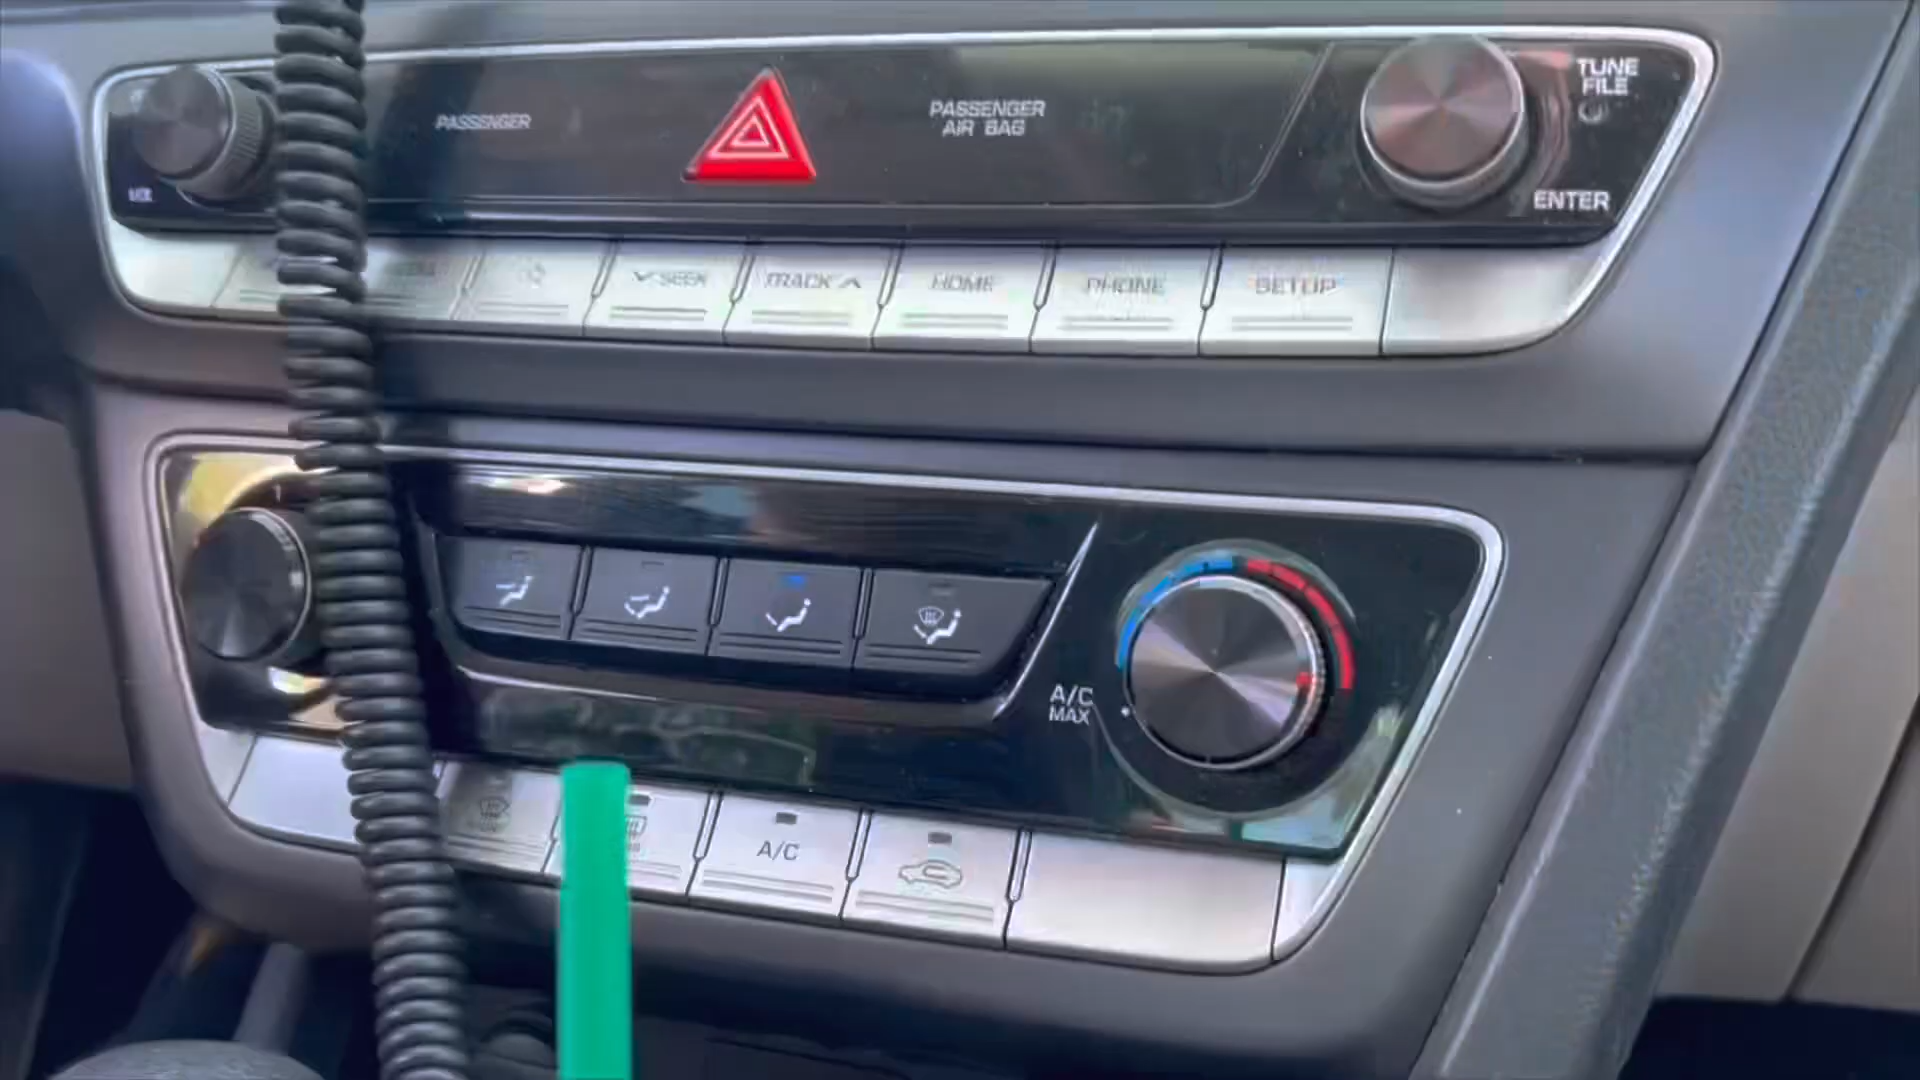 PASSENGER
PASSENGER
AIR BAG
TUNE
FILE
ENTER
SEEK
TRACK
HOME
PHONE
SETUP
A/C
MAX
A/C